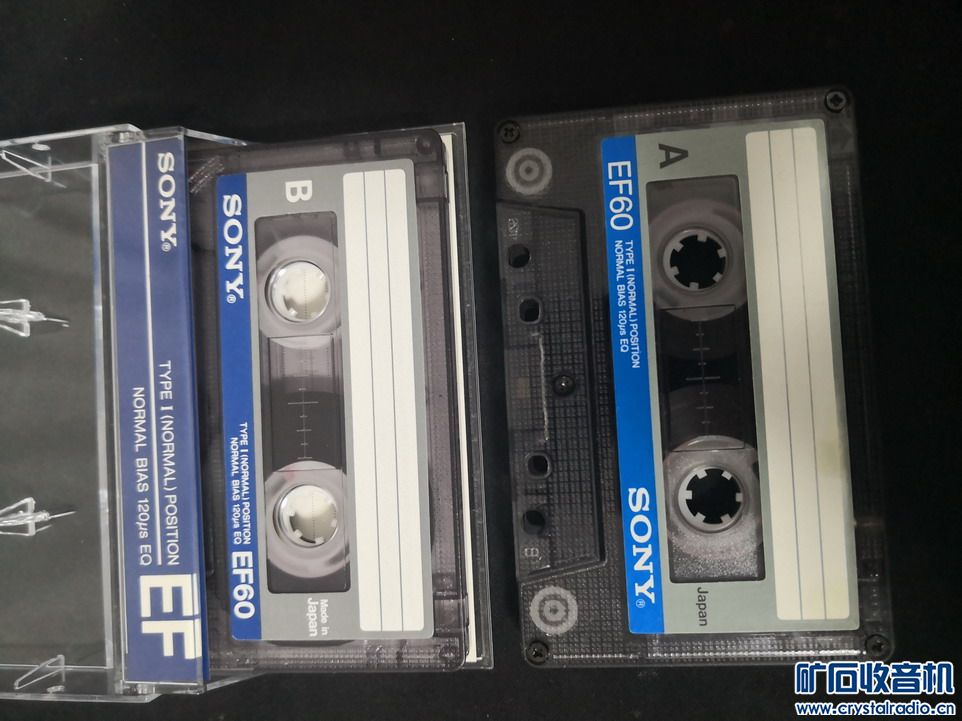 SONY®
TYPE I (NORMAL) POSITION
NORMAL BIAS 120µs EQ
EF
B
SONY®
TYPE I (NORMAL) POSITION
NORMAL BIAS 120µs EQ
EF60
Made in
Japan
A
EF60
TYPE I (NORMAL) POSITION
NORMAL BIAS 120µs EQ
SONY®
Japan
矿石收音机
www.crystalradio.cn